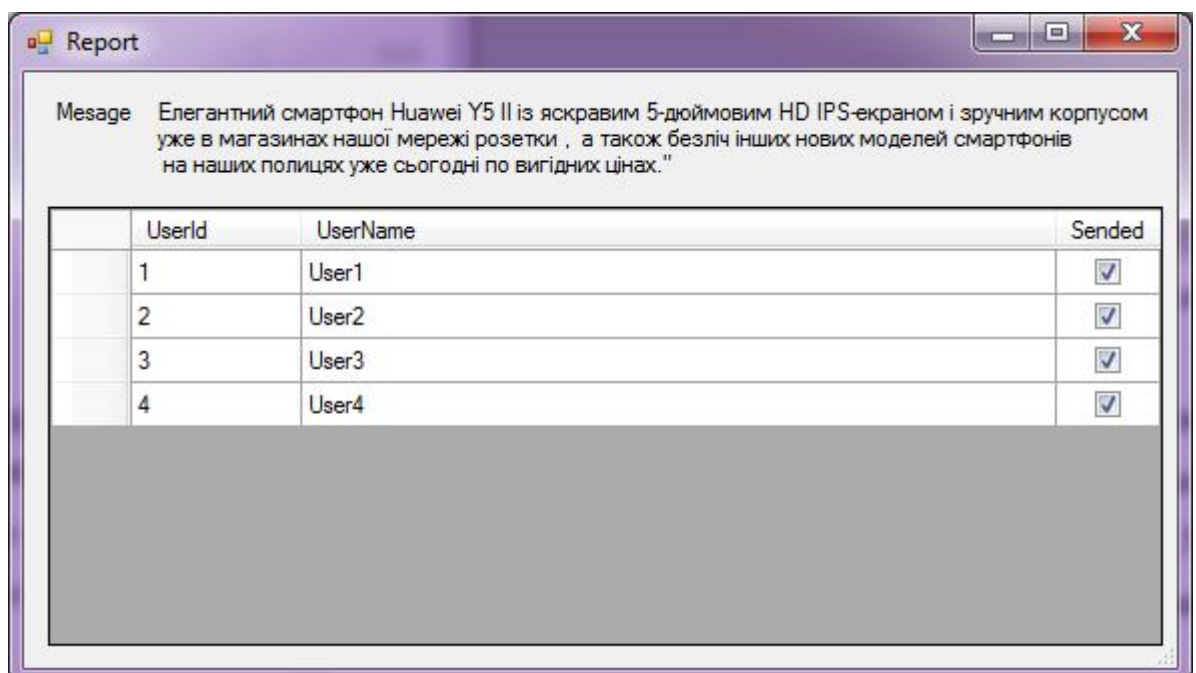 Report
Mesage Елегантний смартфон Huawei Y5 II із яскравим 5-дюймовим HD IPS-екраном і зручним корпусом
уже в магазинах нашої мережі розетки , а також безліч інших нових моделей смартфонів
на наших полицях уже сьогодні по вигідних цінах."
UserId UserName Sended
1 User1
2 User2
3 User3
4 User4